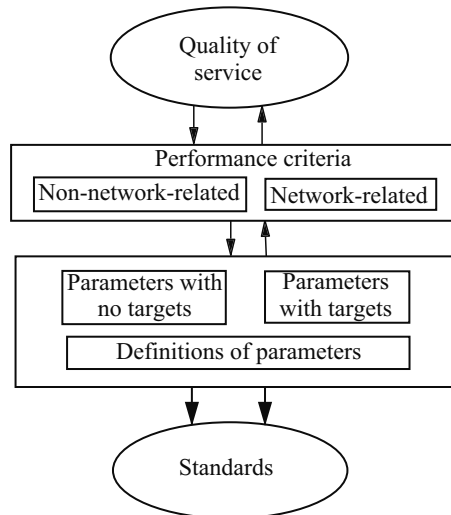 Quality of
service
Performance criteria
Non-network-related
Network-related
Parameters with
no targets
Parameters
with targets
Definitions of parameters
Standards